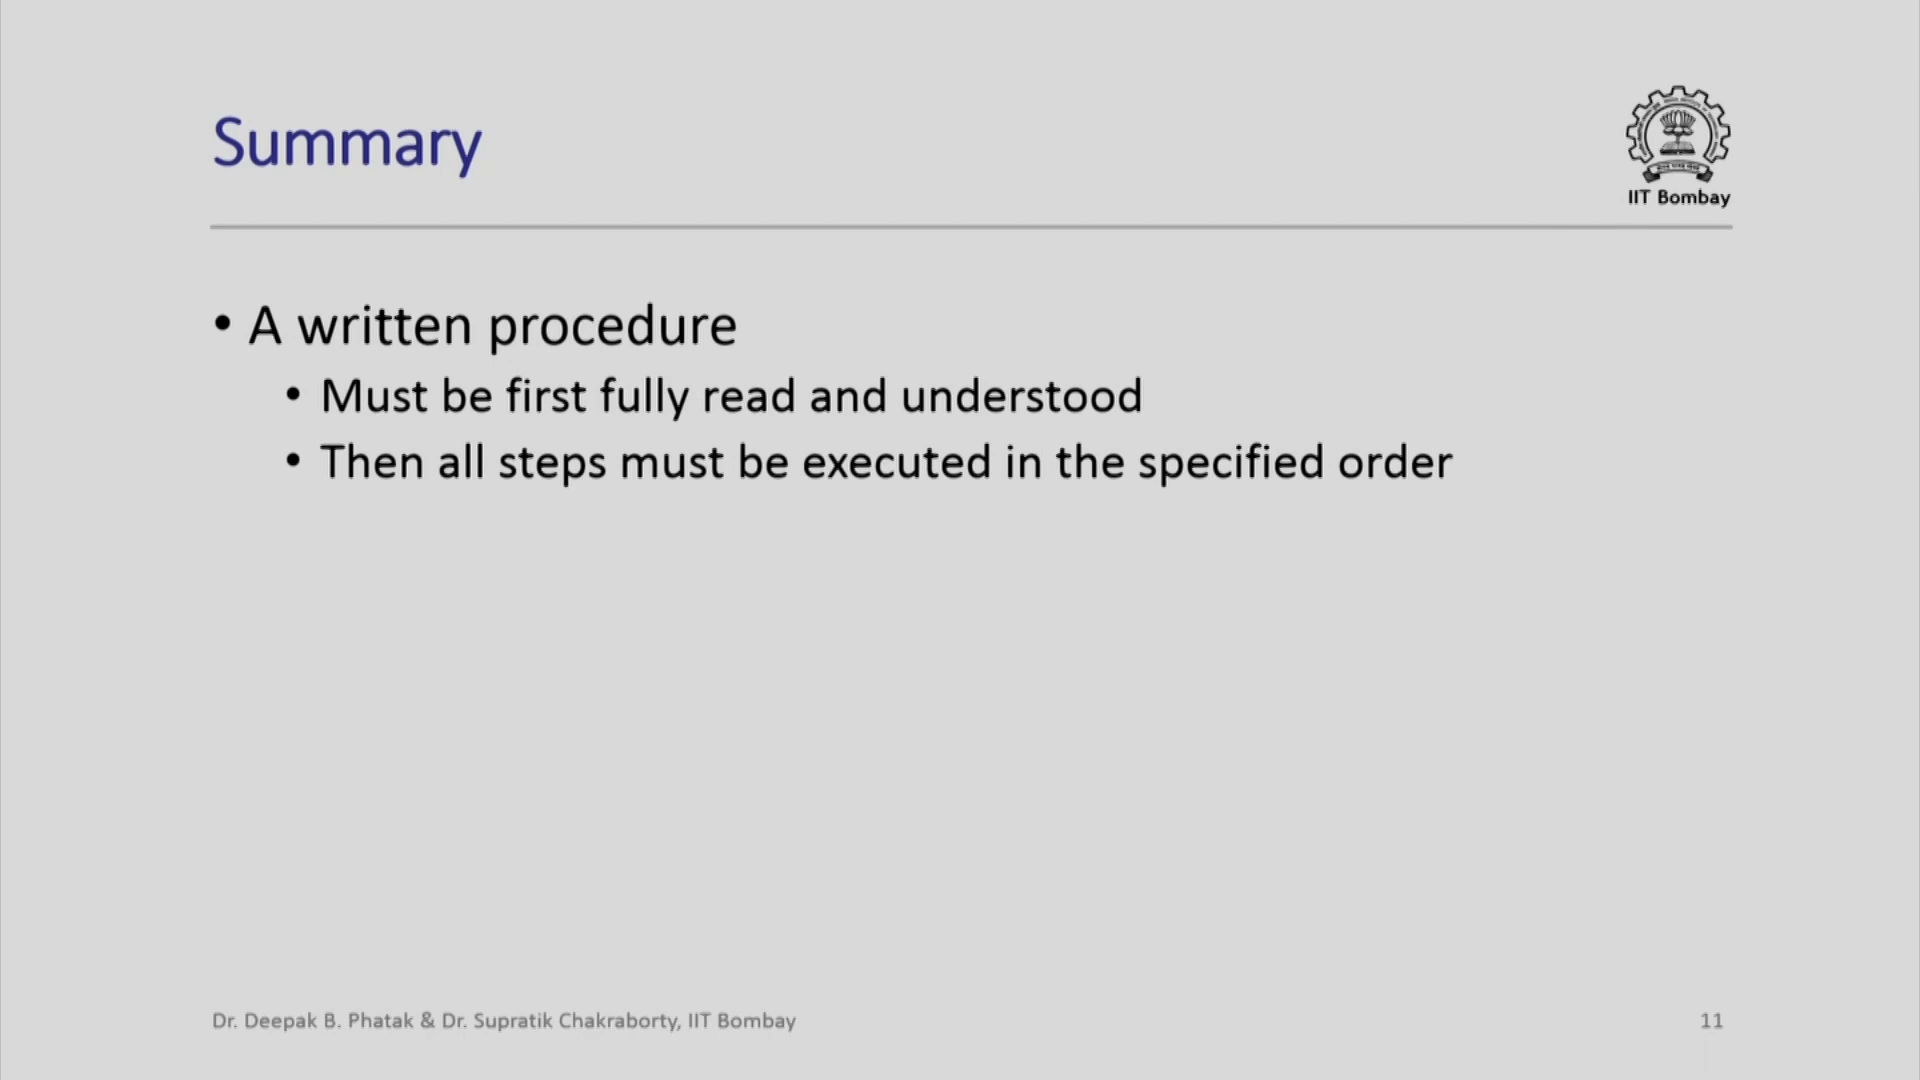 Summary
IIT Bombay
• A written procedure
• Must be first fully read and understood
• Then all steps must be executed in the specified order
Dr. Deepak B. Phatak & Dr. Supratik Chakraborty, IIT Bombay
11